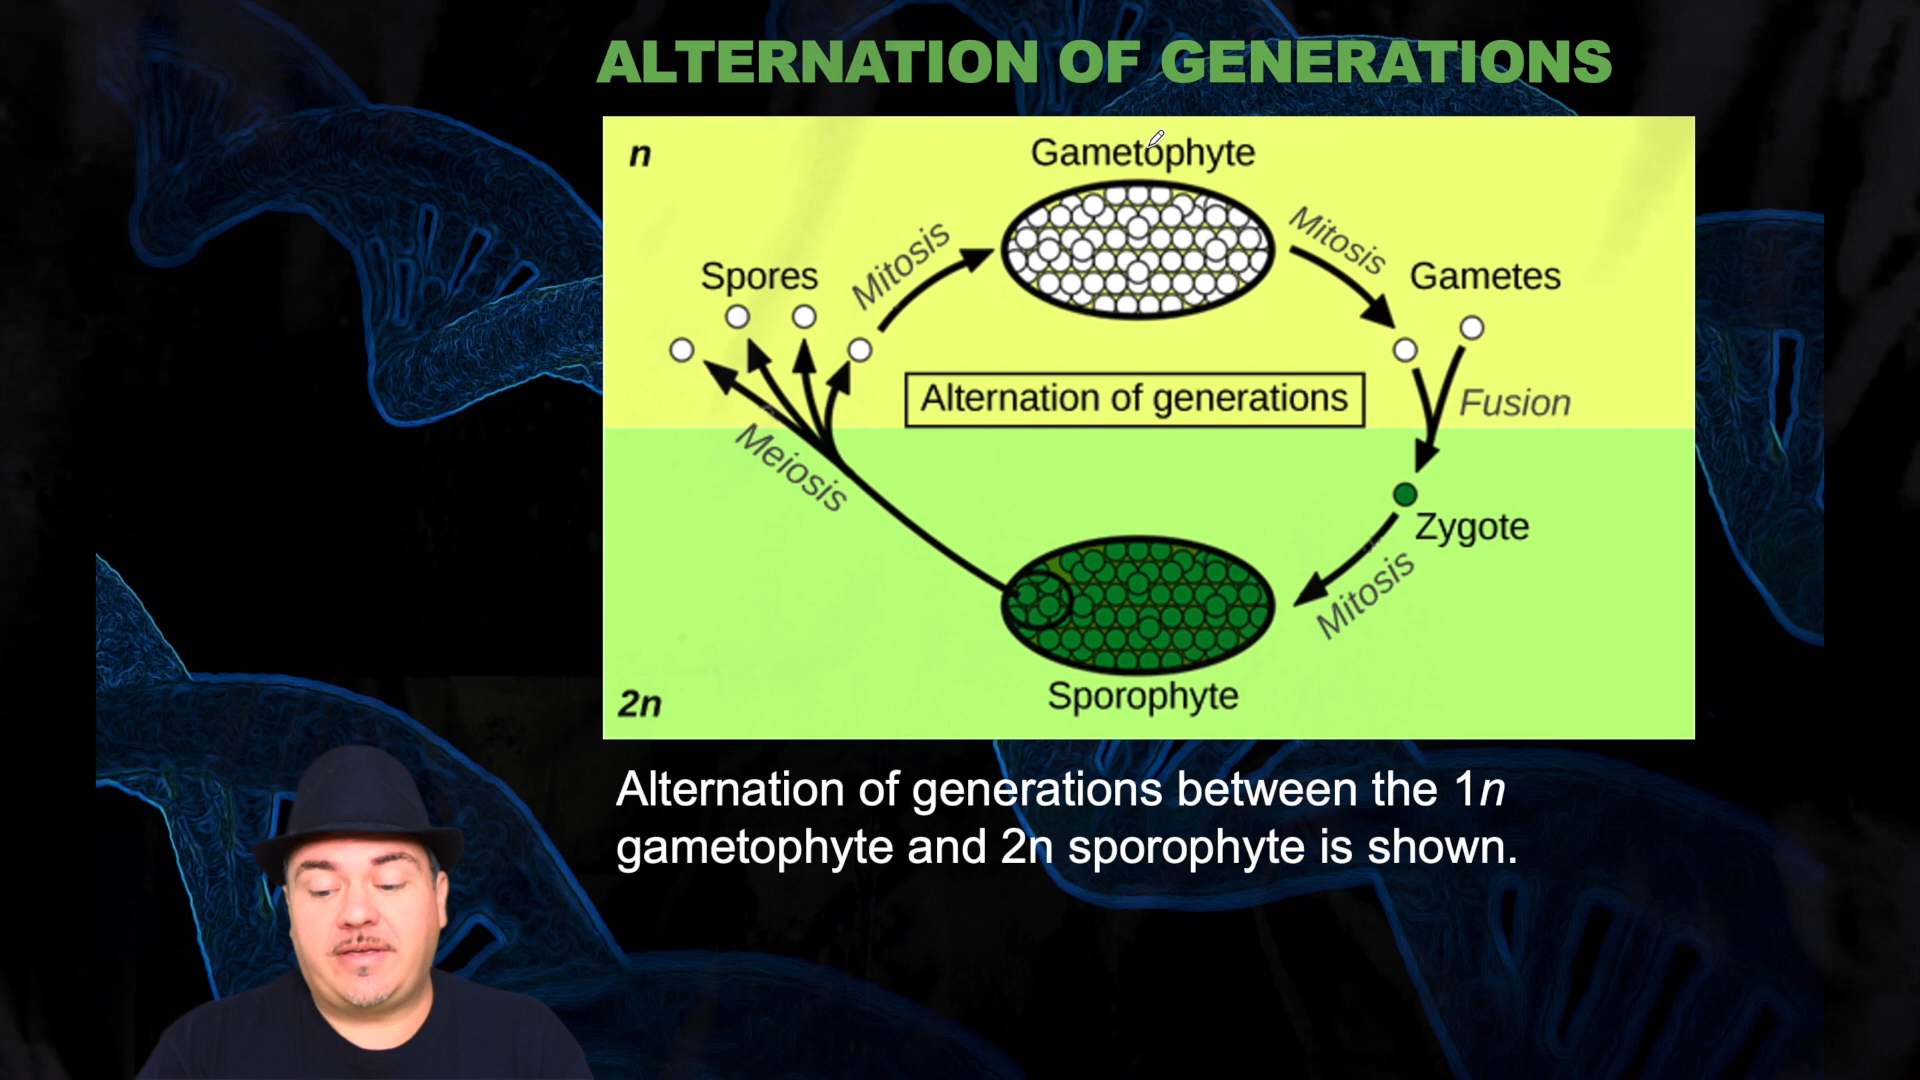 ALTERNATION OF GENERATIONS
n
Gametophyte
Mitosis
Mitosis
Spores
Gametes
Alternation of generations
Fusion
Meiosis
Zygote
Mitosis
Sporophyte
2n
Alternation of generations between the 1n
gametophyte and 2n sporophyte is shown.